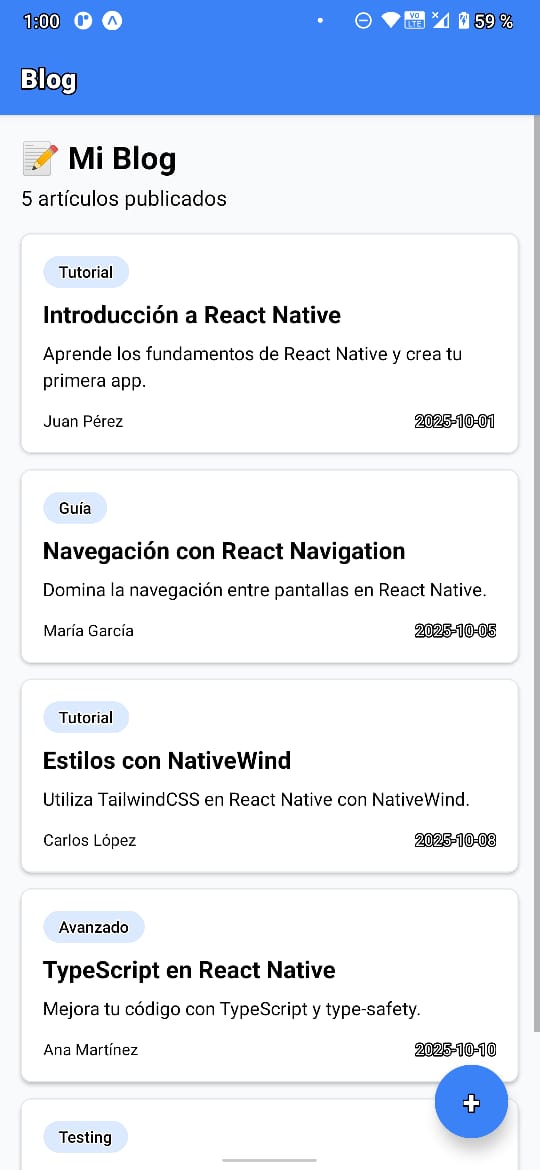 1:00 VO LTE 59 %
Blog
📝 Mi Blog
5 artículos publicados
Tutorial
Introducción a React Native
Aprende los fundamentos de React Native y crea tu
primera app.
Juan Pérez 2025-10-01
Guía
Navegación con React Navigation
Domina la navegación entre pantallas en React Native.
María García 2025-10-05
Tutorial
Estilos con NativeWind
Utiliza TailwindCSS en React Native con NativeWind.
Carlos López 2025-10-08
Avanzado
TypeScript en React Native
Mejora tu código con TypeScript y type-safety.
Ana Martínez 2025-10-10
+
Testing